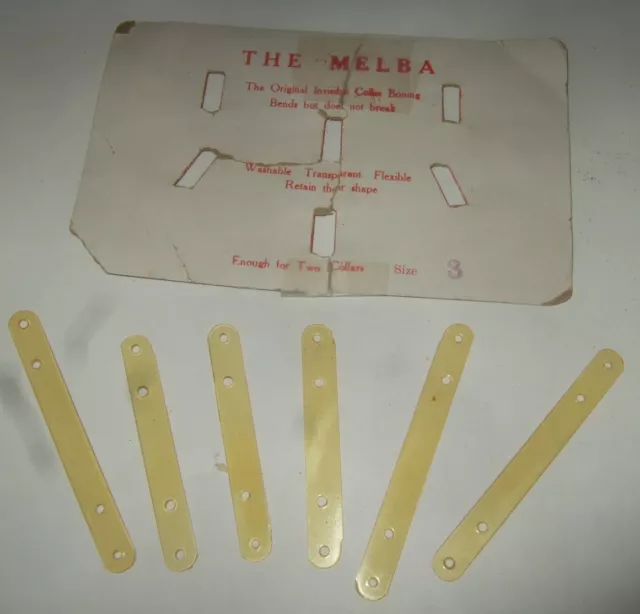 THE MELBA
The Original Invisible Collar Boning
Bends but does not break
Washable Transparent Flexible
Retain their shape
Enough for Two Collars Size 3